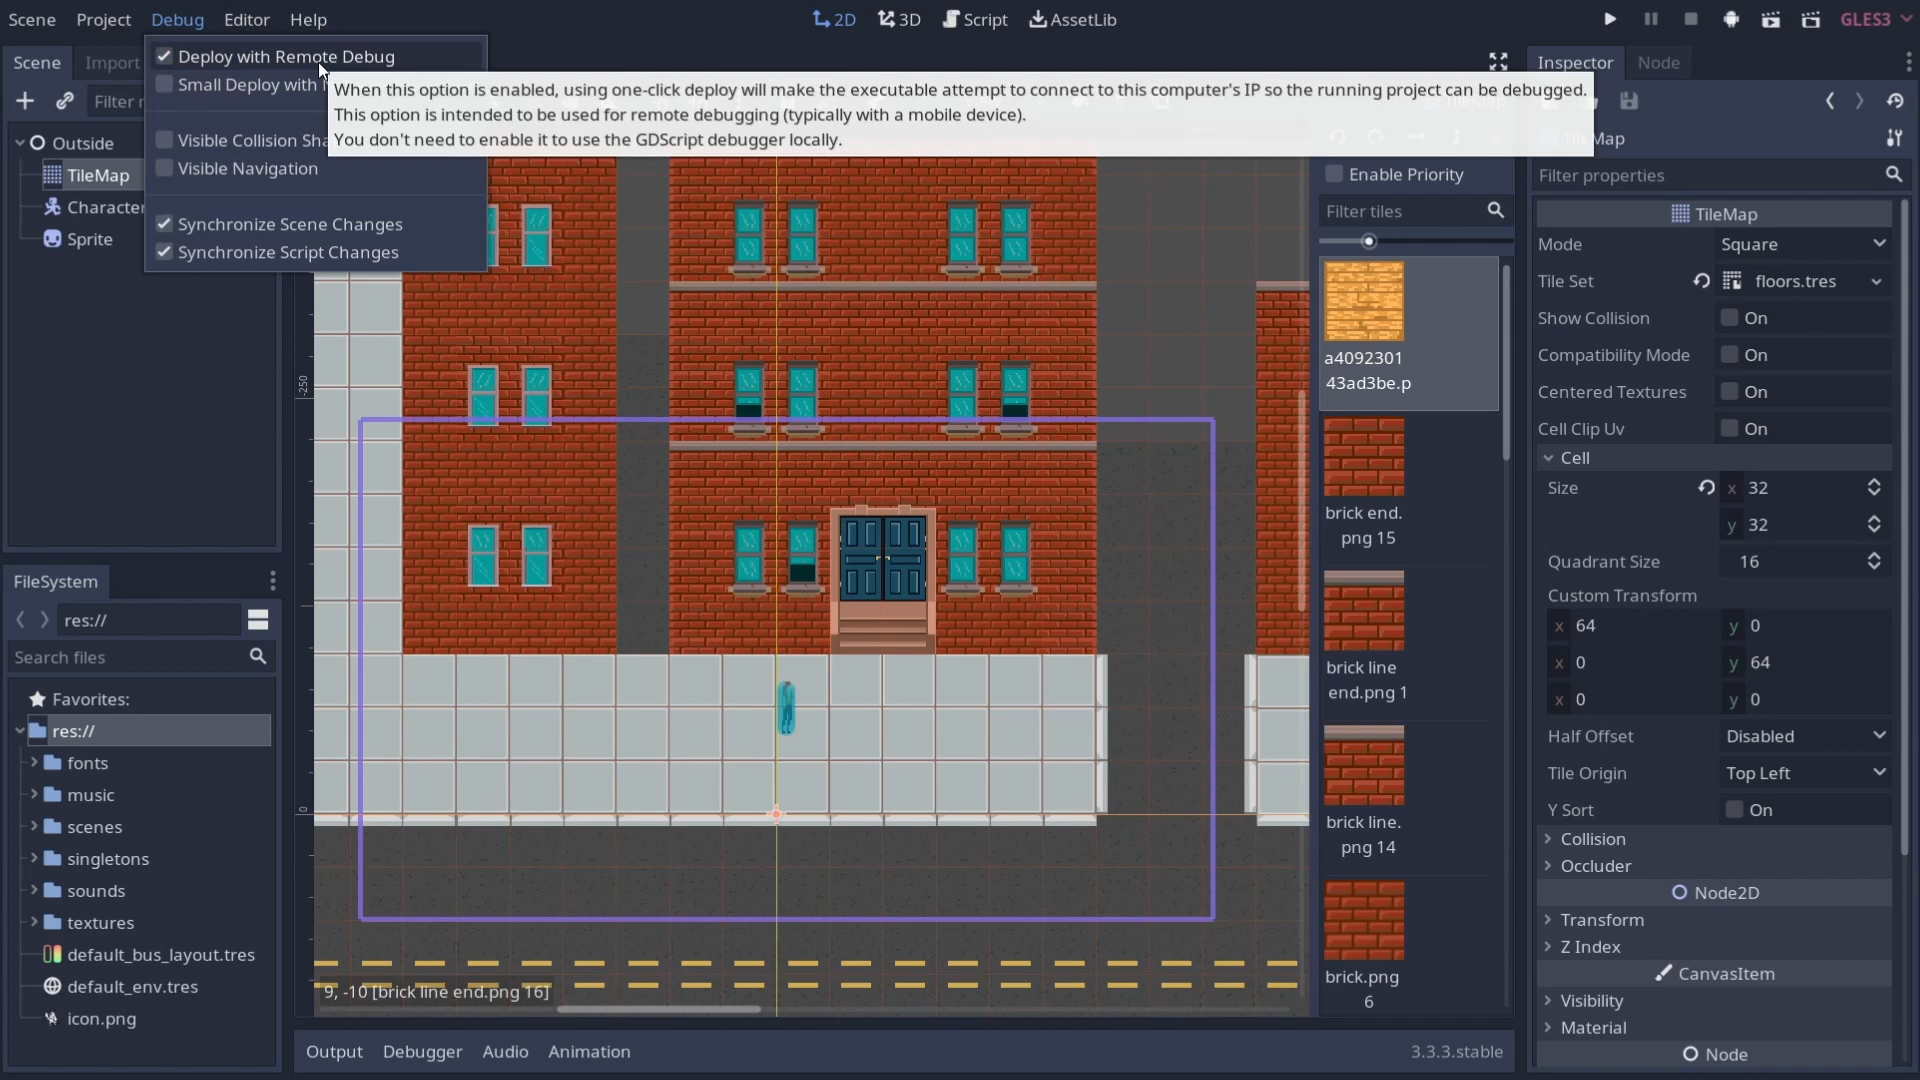 Scene Project Debug Editor Help
2D 3D Script AssetLib
GLES3
Scene Import
Filter
Outside
TileMap
Character
Sprite
Deploy with Remote Debug
Small Deploy with
Visible Collision Sha
Visible Navigation
Synchronize Scene Changes
Synchronize Script Changes
When this option is enabled, using one-click deploy will make the executable attempt to connect to this computer's IP so the running project can be debugged.
This option is intended to be used for remote debugging (typically with a mobile device).
You don't need to enable it to use the GDScript debugger locally.
FileSystem
res://
Search files
Favorites:
res://
fonts
music
scenes
singletons
sounds
textures
default_bus_layout.tres
default_env.tres
icon.png
-250
0
9, -10 [brick line end.png 16]
Output Debugger Audio Animation
3.3.3.stable
Enable Priority
Filter tiles
a4092301
43ad3be.p
brick end.
png 15
brick line
end.png 1
brick line.
png 14
brick.png
6
Inspector Node
TileMap
Filter properties
TileMap
Mode Square
Tile Set floors.tres
Show Collision On
Compatibility Mode On
Centered Textures On
Cell Clip Uv On
Cell
Size x 32
y 32
Quadrant Size 16
Custom Transform
x 64 y 0
x 0 y 64
x 0 y 0
Half Offset Disabled
Tile Origin Top Left
Y Sort On
Collision
Occluder
Node2D
Transform
Z Index
CanvasItem
Visibility
Material
Node